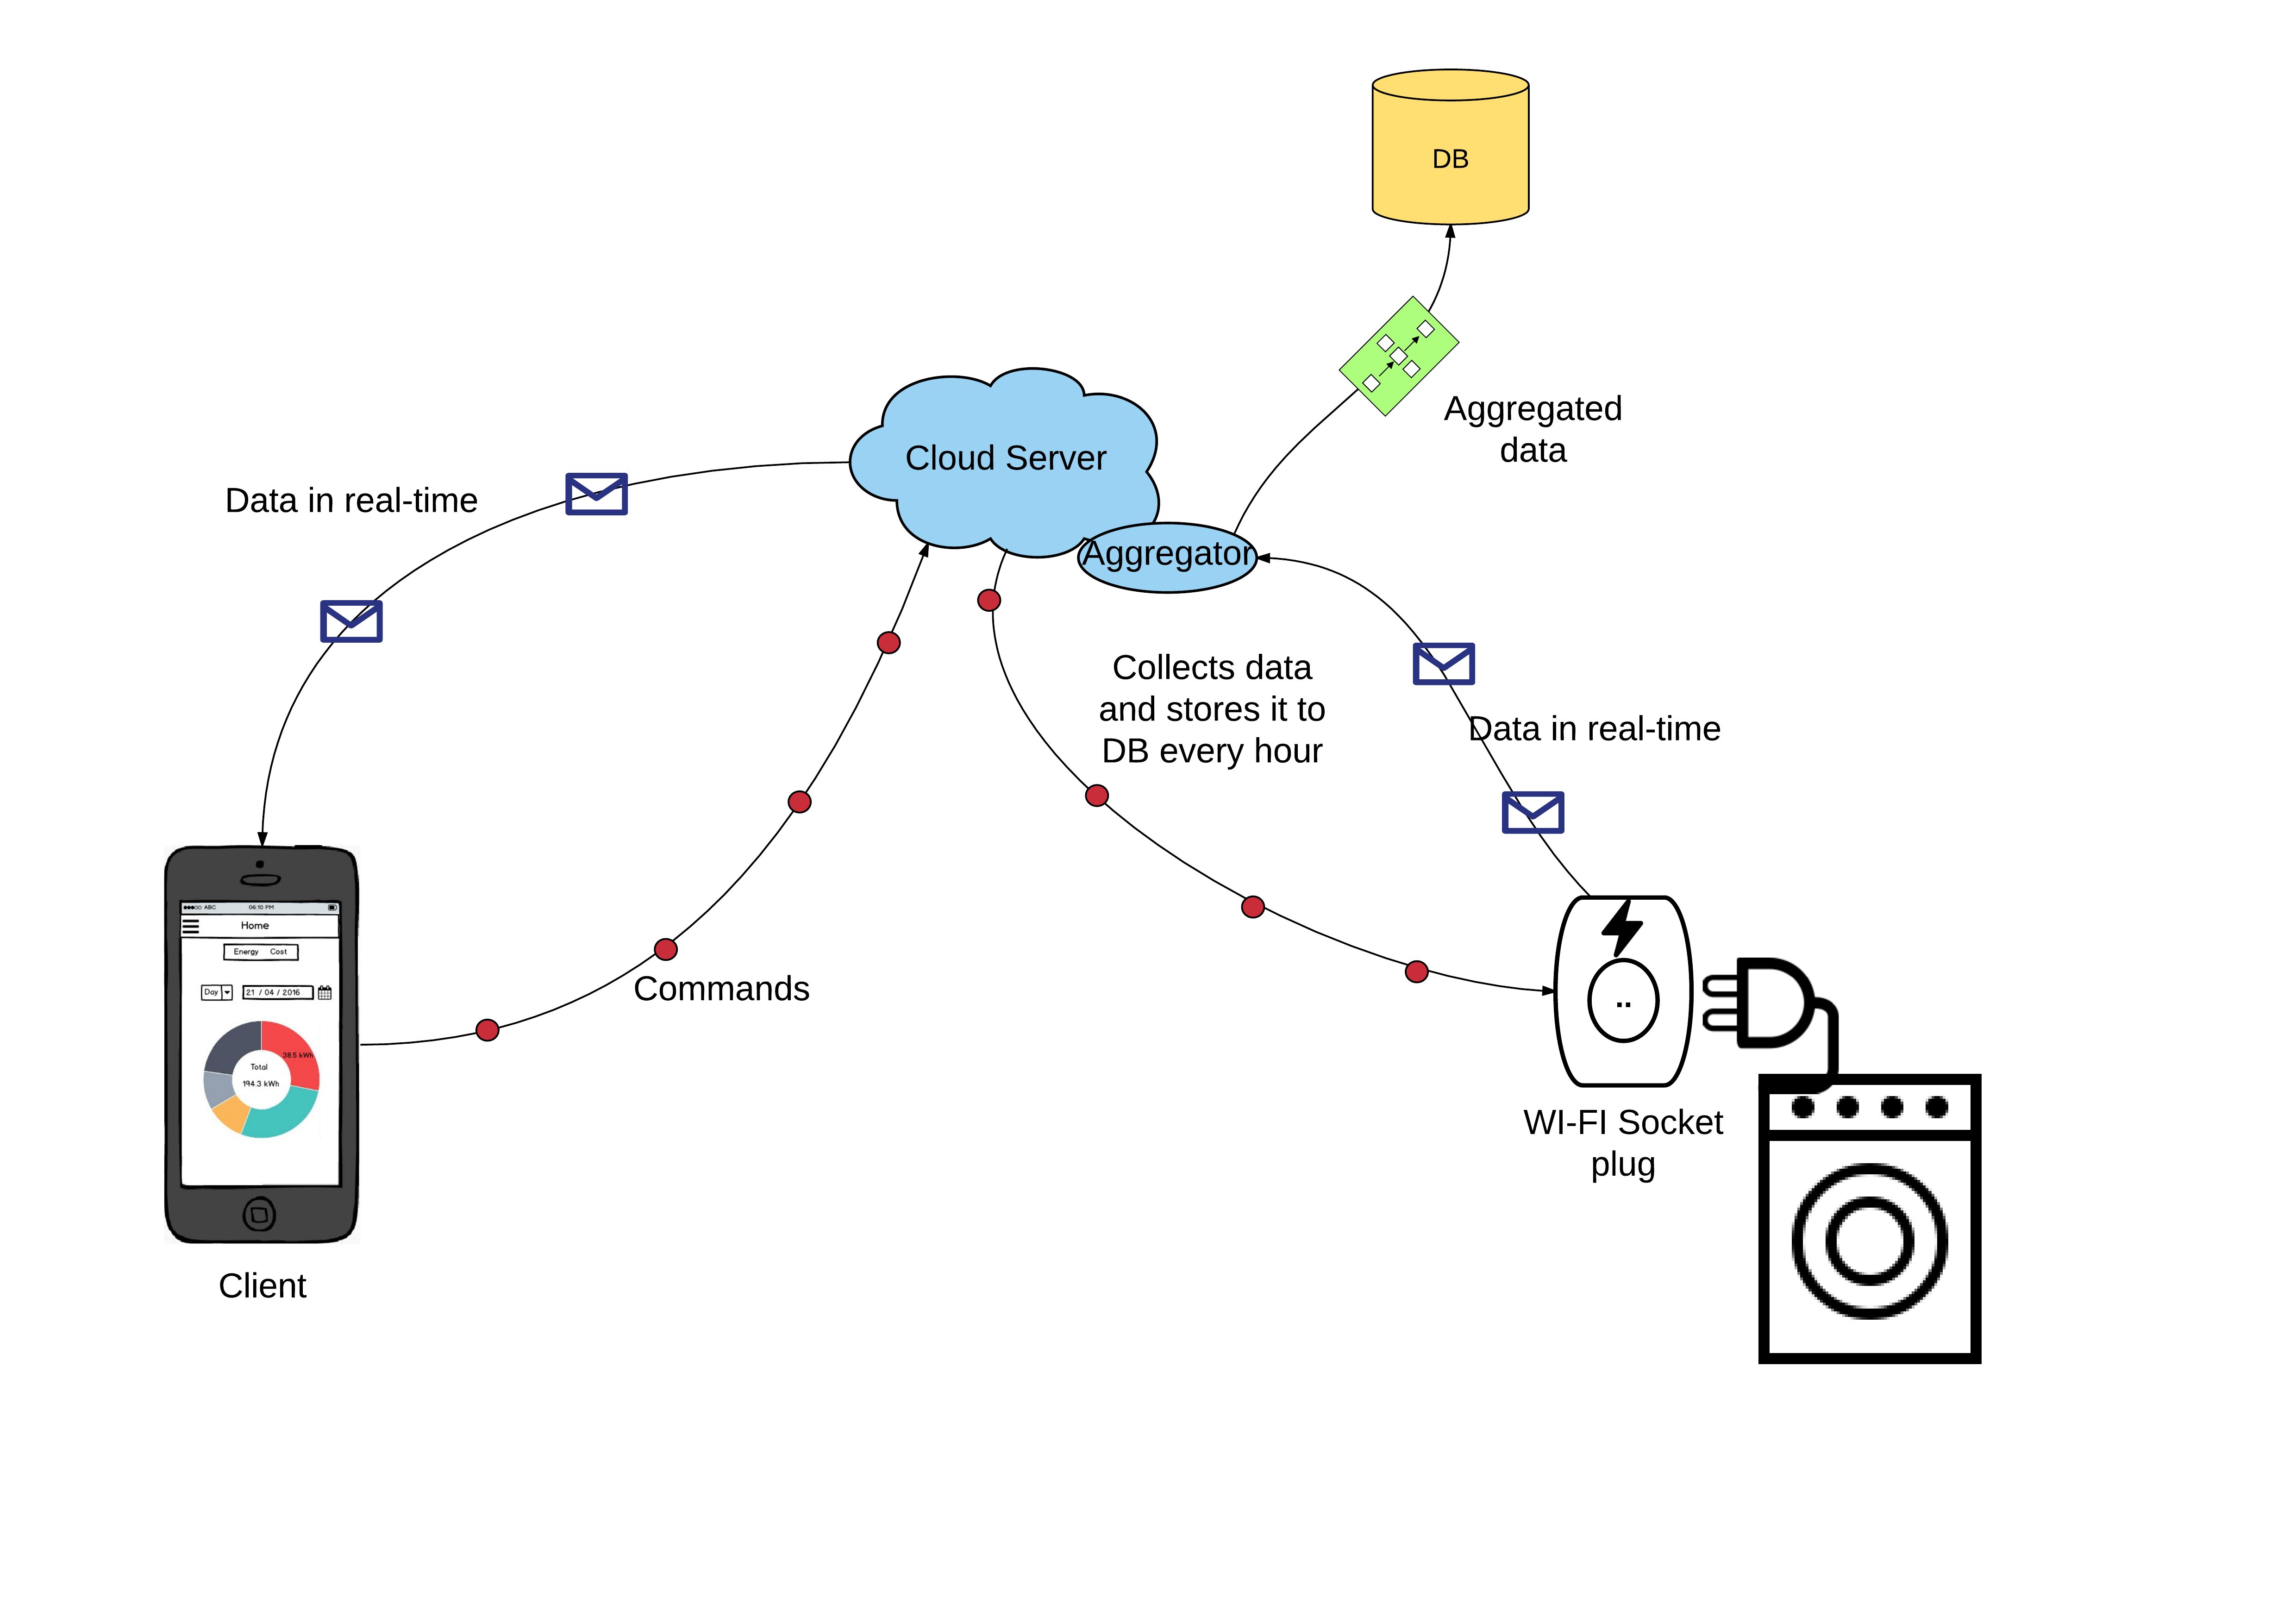 DB
Aggregated
data
Cloud Server
Data in real-time
Aggregator
Collects data
and stores it to
DB every hour
Data in real-time
ABC 06:10 PM
Home
Energy Cost
Day 21 / 04 / 2016
38.5 kWh
Total
194.3 kWh
Commands
..
WI-FI Socket
plug
Client